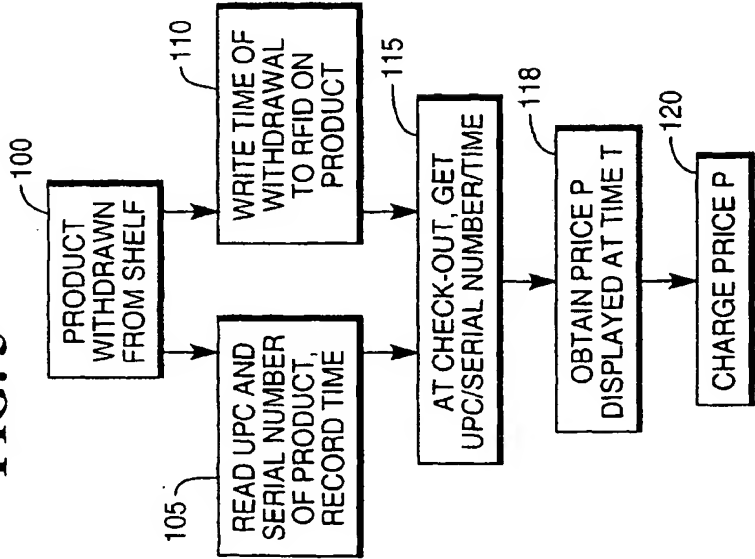 FIG.
100
PRODUCT
WITHDRAWN
FROM SHELF
105
READ UPC AND
SERIAL NUMBER
OF PRODUCT,
RECORD TIME
110
WRITE TIME OF
WITHDRAWAL
TO RFID ON
PRODUCT
115
AT CHECK-OUT, GET
UPC/SERIAL NUMBER/TIME
118
OBTAIN PRICE P
DISPLAYED AT TIME T
120
CHARGE PRICE P